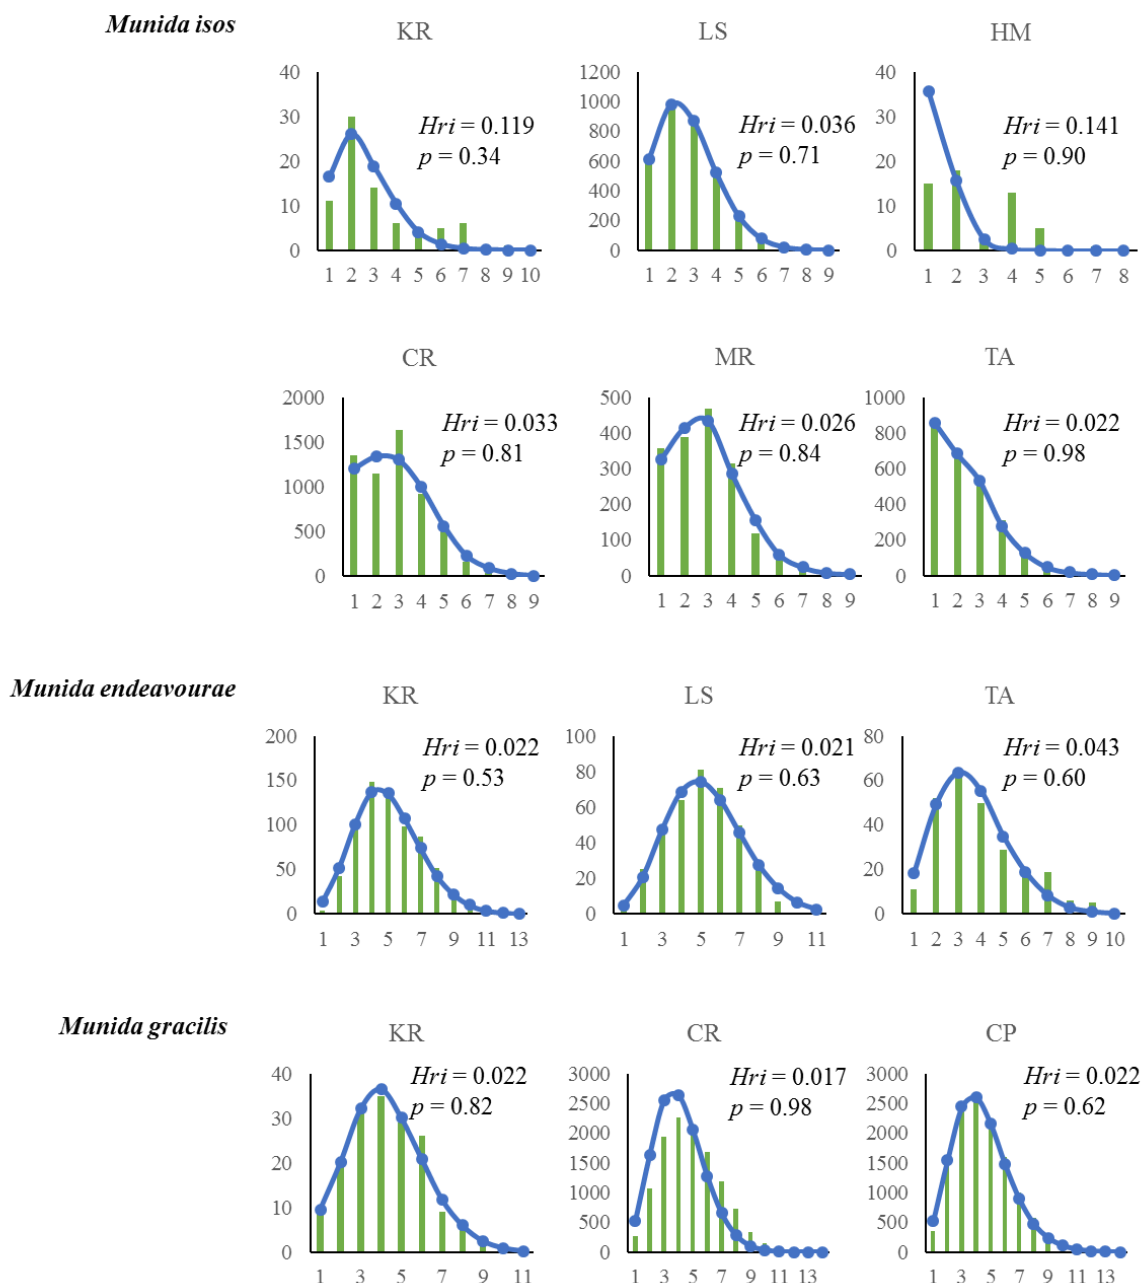 Munida isos
KR
LS
HM
40
30
20
10
0
Hri = 0.119
p = 0.34
1 2 3 4 5 6 7 8 9 10
1200
1000
800
600
400
200
0
Hri = 0.036
p = 0.71
1 2 3 4 5 6 7 8 9
40
30
20
10
0
Hri = 0.141
p = 0.90
1 2 3 4 5 6 7 8
CR
MR
TA
2000
1500
1000
500
0
Hri = 0.033
p = 0.81
1 2 3 4 5 6 7 8 9
500
400
300
200
100
0
Hri = 0.026
p = 0.84
1 2 3 4 5 6 7 8 9
1000
800
600
400
200
0
Hri = 0.022
p = 0.98
1 2 3 4 5 6 7 8 9
Munida endeavourae
KR
LS
TA
200
150
100
50
0
Hri = 0.022
p = 0.53
1 3 5 7 9 11 13
100
80
60
40
20
0
Hri = 0.021
p = 0.63
1 3 5 7 9 11
80
60
40
20
0
Hri = 0.043
p = 0.60
1 2 3 4 5 6 7 8 9 10
Munida gracilis
KR
CR
CP
40
30
20
10
0
Hri = 0.022
p = 0.82
1 3 5 7 9 11
3000
2500
2000
1500
1000
500
0
Hri = 0.017
p = 0.98
1 3 5 7 9 11 13
3000
2500
2000
1500
1000
500
0
Hri = 0.022
p = 0.62
1 3 5 7 9 11 13